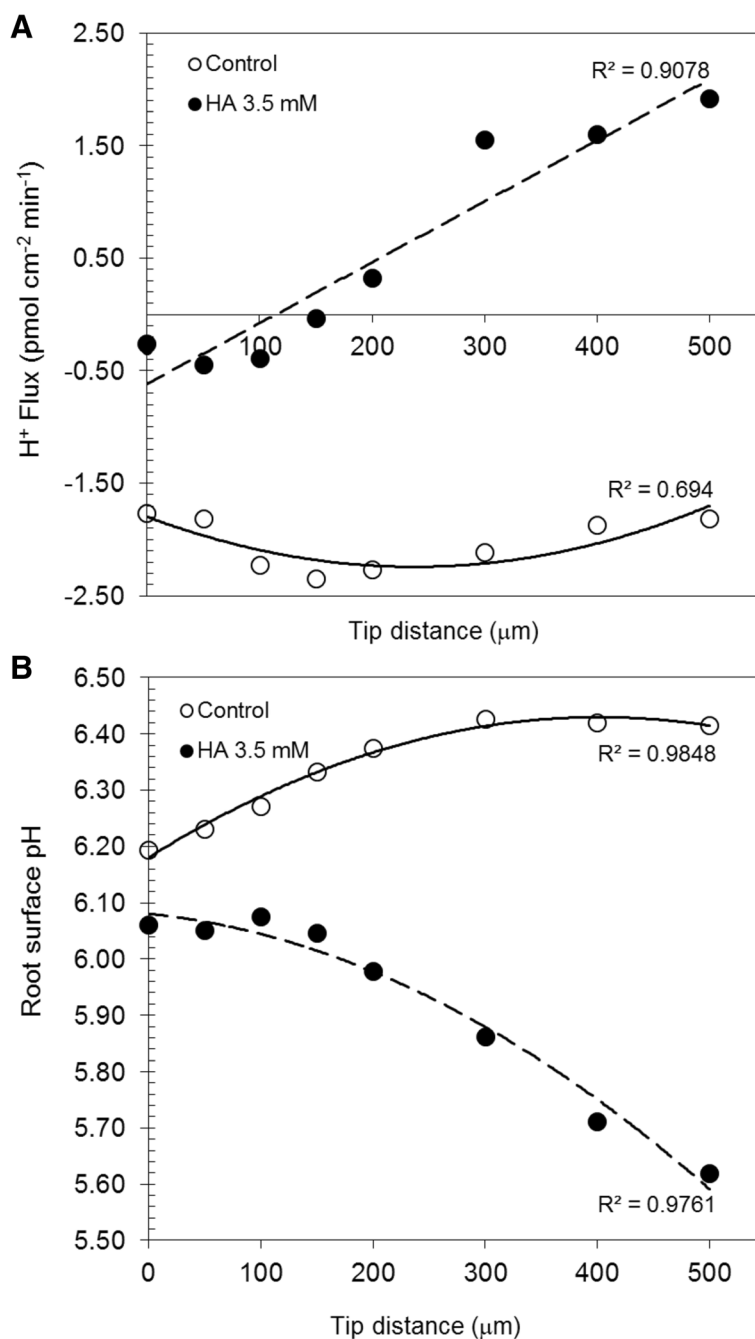 A
2.50
Control
HA 3.5 mM
R² = 0.9078
1.50
0.50
100 200 300 400 500
-0.50
-1.50
R² = 0.694
-2.50
H⁺ Flux (pmol cm⁻² min⁻¹)
Tip distance (µm)
B
6.50
Control
HA 3.5 mM
6.40
R² = 0.9848
6.30
6.20
6.10
6.00
5.90
5.80
5.70
5.60
R² = 0.9761
5.50
Root surface pH
0 100 200 300 400 500
Tip distance (µm)